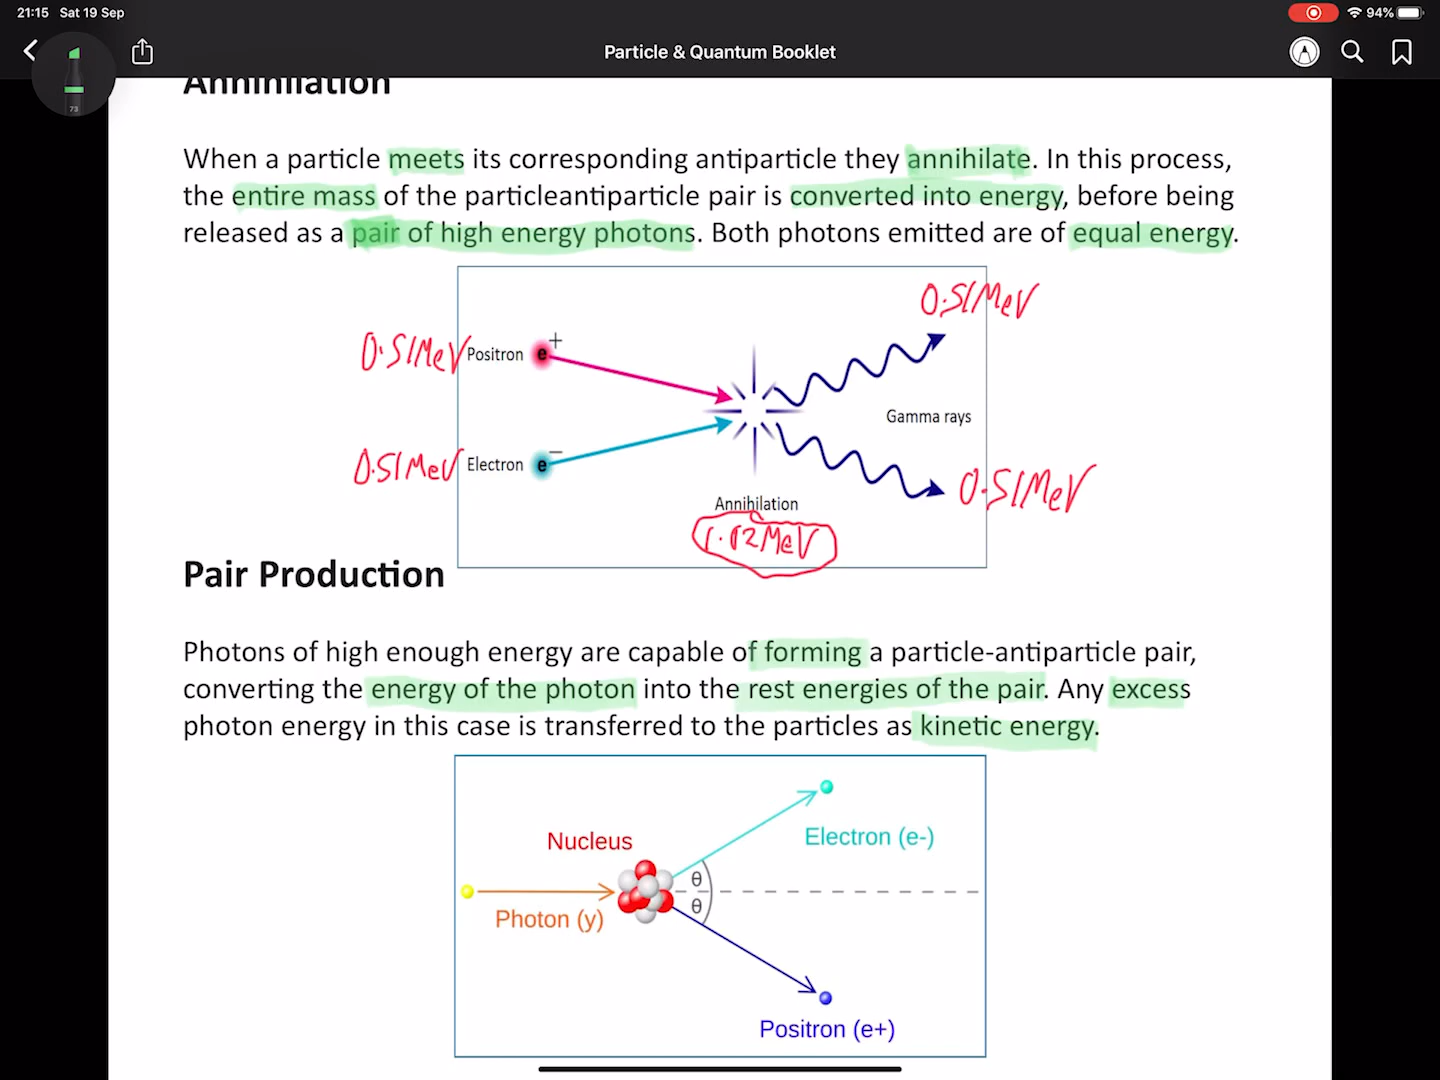 21:15 Sat 19 Sep
94%
Particle & Quantum Booklet
73
Annihilation
When a particle meets its corresponding antiparticle they annihilate. In this process,
the entire mass of the particleantiparticle pair is converted into energy, before being
released as a pair of high energy photons. Both photons emitted are of equal energy.
0.51MeV
0.51MeV Positron e+
Gamma rays
0.51MeV Electron e−
0.51MeV
Annihilation
1.02MeV
Pair Production
Photons of high enough energy are capable of forming a particle-antiparticle pair,
converting the energy of the photon into the rest energies of the pair. Any excess
photon energy in this case is transferred to the particles as kinetic energy.
Nucleus
Electron (e-)
θ
θ
Photon (y)
Positron (e+)